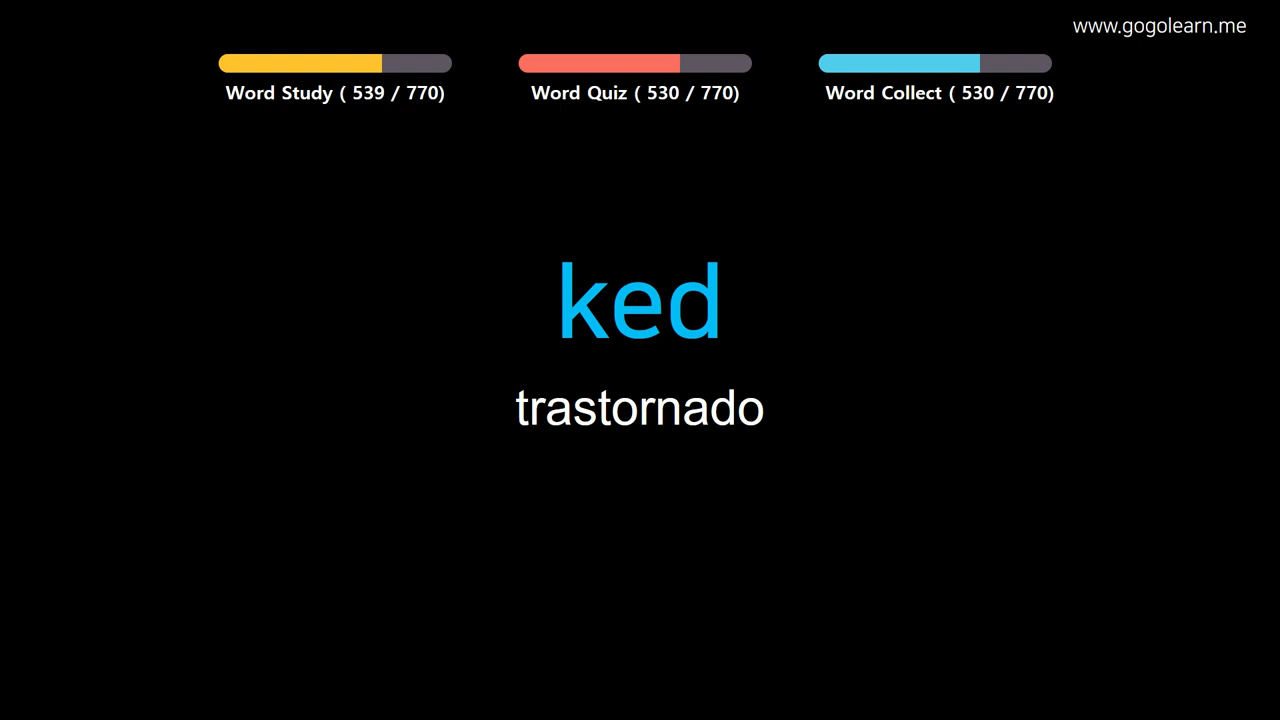 www.gogolearn.me
Word Study ( 539 / 770)
Word Quiz ( 530 / 770)
Word Collect ( 530 / 770)
ked
trastornado